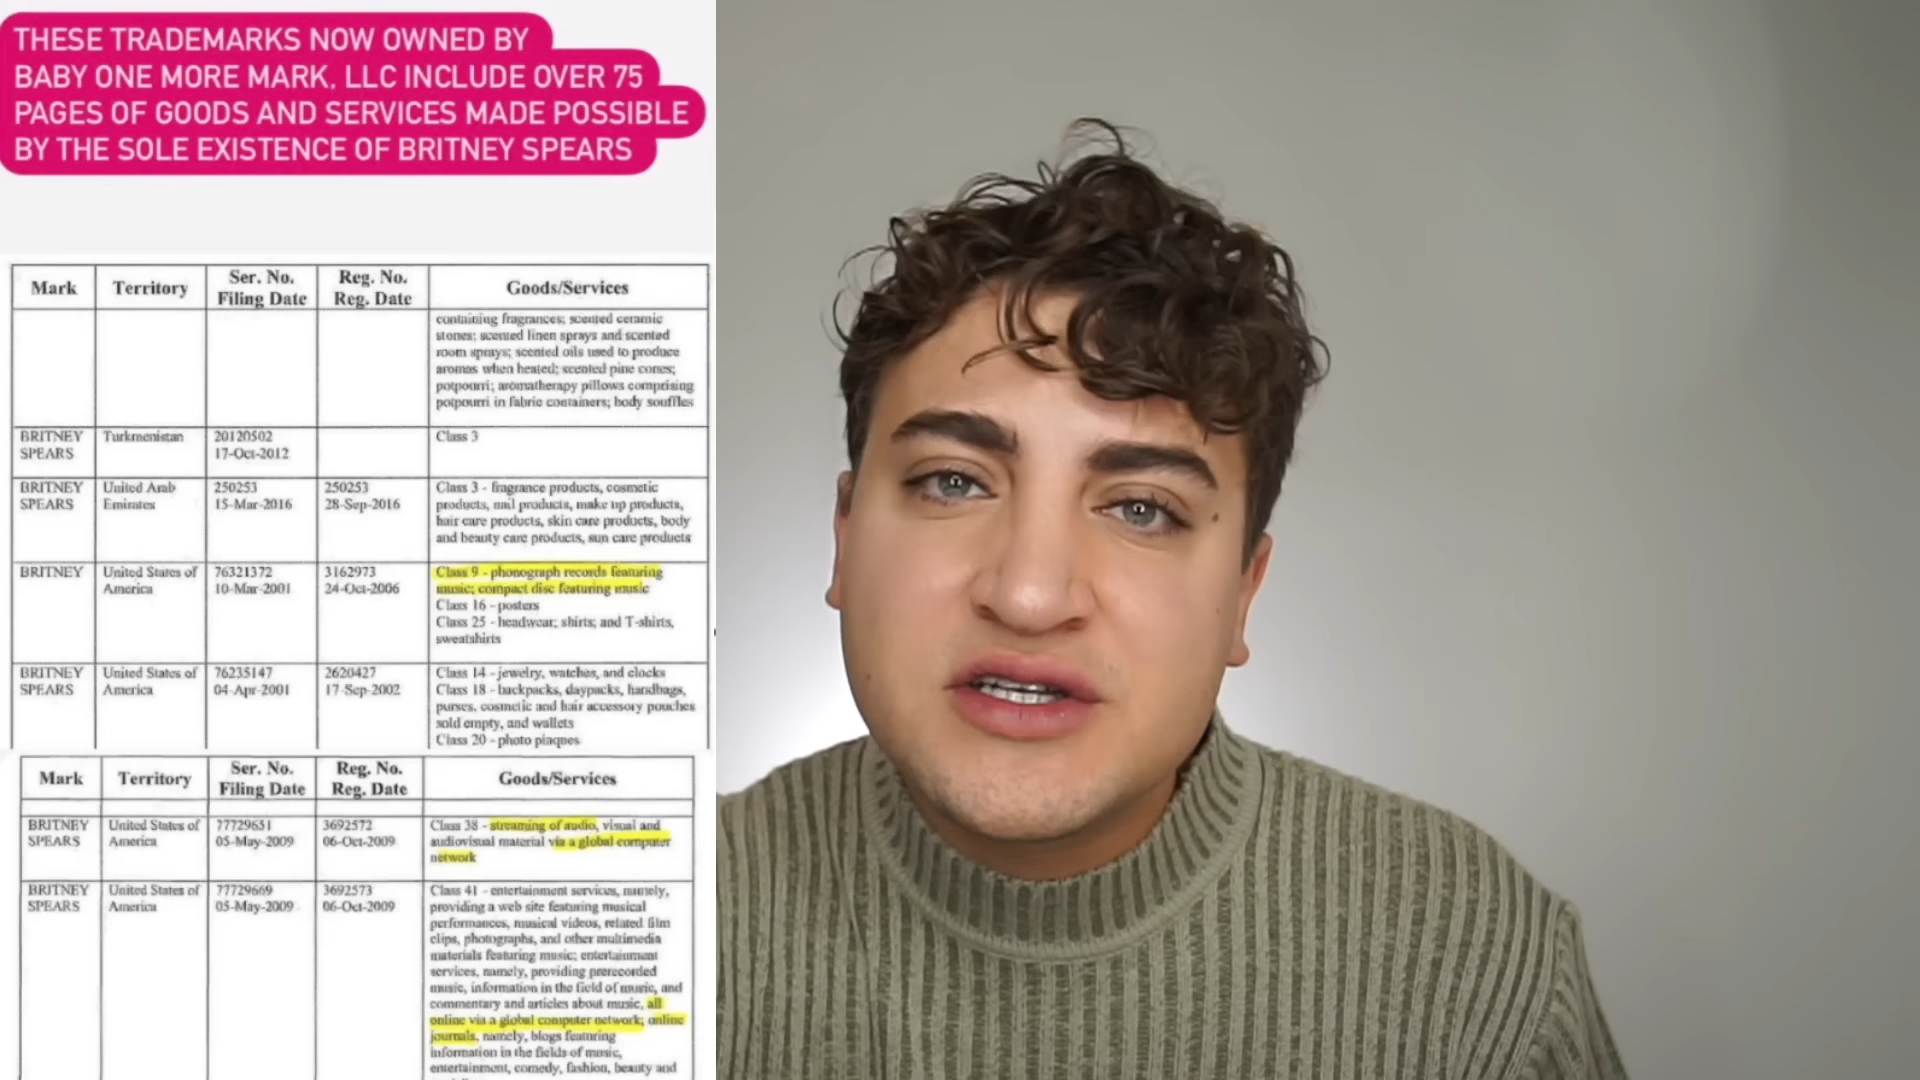 THESE TRADEMARKS NOW OWNED BY
BABY ONE MORE MARK, LLC INCLUDE OVER 75
PAGES OF GOODS AND SERVICES MADE POSSIBLE
BY THE SOLE EXISTENCE OF BRITNEY SPEARS
Mark Territory Ser. No. Filing Date Reg. No. Reg. Date Goods/Services
containing fragrances; scented ceramic
stones; scented linen sprays and scented
room sprays; scented oils used to produce
aromas when heated; scented pine cones;
potpourri; aromatherapy pillows comprising
potpourri in fabric containers; body souffles
BRITNEY Turkmenistan 20120502 Class 3
SPEARS 17-Oct-2012
BRITNEY United Arab 250253 250253 Class 3 - fragrance products, cosmetic
SPEARS Emirates 15-Mar-2016 28-Sep-2016 products, nail products, make up products,
hair care products, skin care products, body
and beauty care products, sun care products
BRITNEY United States of 76321372 3162973 Class 9 - phonograph records featuring
America 10-Mar-2001 24-Oct-2006 music; compact disc featuring music
Class 16 - posters
Class 25 - headwear; shirts; and T-shirts,
sweatshirts
BRITNEY United States of 76235147 2620427 Class 14 - jewelry, watches, and clocks
SPEARS America 04-Apr-2001 17-Sep-2002 Class 18 - backpacks, daypacks, handbags,
purses, cosmetic and hair accessory pouches
sold empty, and wallets
Class 20 - photo plaques
Mark Territory Ser. No. Filing Date Reg. No. Reg. Date Goods/Services
BRITNEY United States of 77729651 3692572 Class 38 - streaming of audio, visual and
SPEARS America 05-May-2009 06-Oct-2009 audiovisual material via a global computer
network
BRITNEY United States of 77729669 3692573 Class 41 - entertainment services, namely,
SPEARS America 05-May-2009 06-Oct-2009 providing a web site featuring musical
performances, musical videos, related film
clips, photographs, and other multimedia
materials featuring music; entertainment
services, namely, providing prerecorded
music, information in the field of music, and
commentary and articles about music, all
online via a global computer network; online
journals, namely, blogs featuring
information in the fields of music,
entertainment, comedy, fashion, beauty and